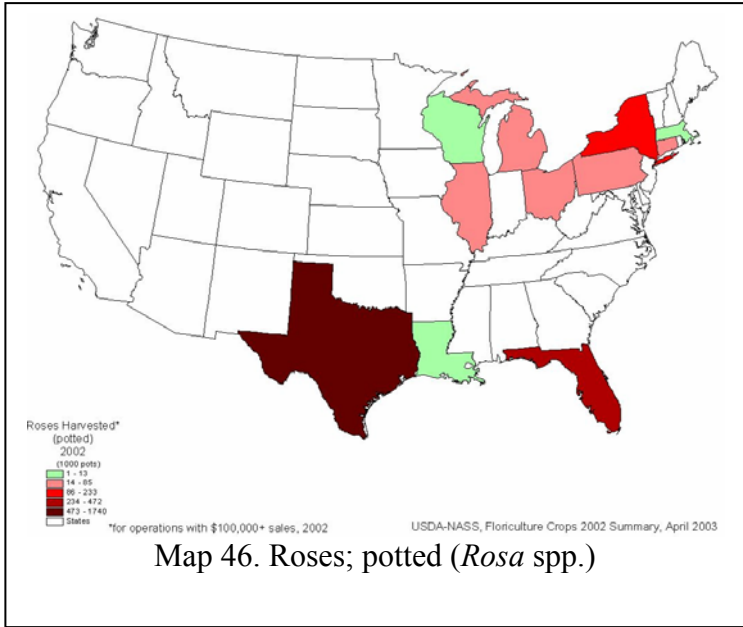 Roses Harvested*
(potted)
2002
(1000 pots)
1 - 13
14 - 85
86 - 233
234 - 472
473 - 1740
States
*for operations with $100,000+ sales, 2002
USDA-NASS, Floriculture Crops 2002 Summary, April 2003
Map 46. Roses; potted (Rosa spp.)